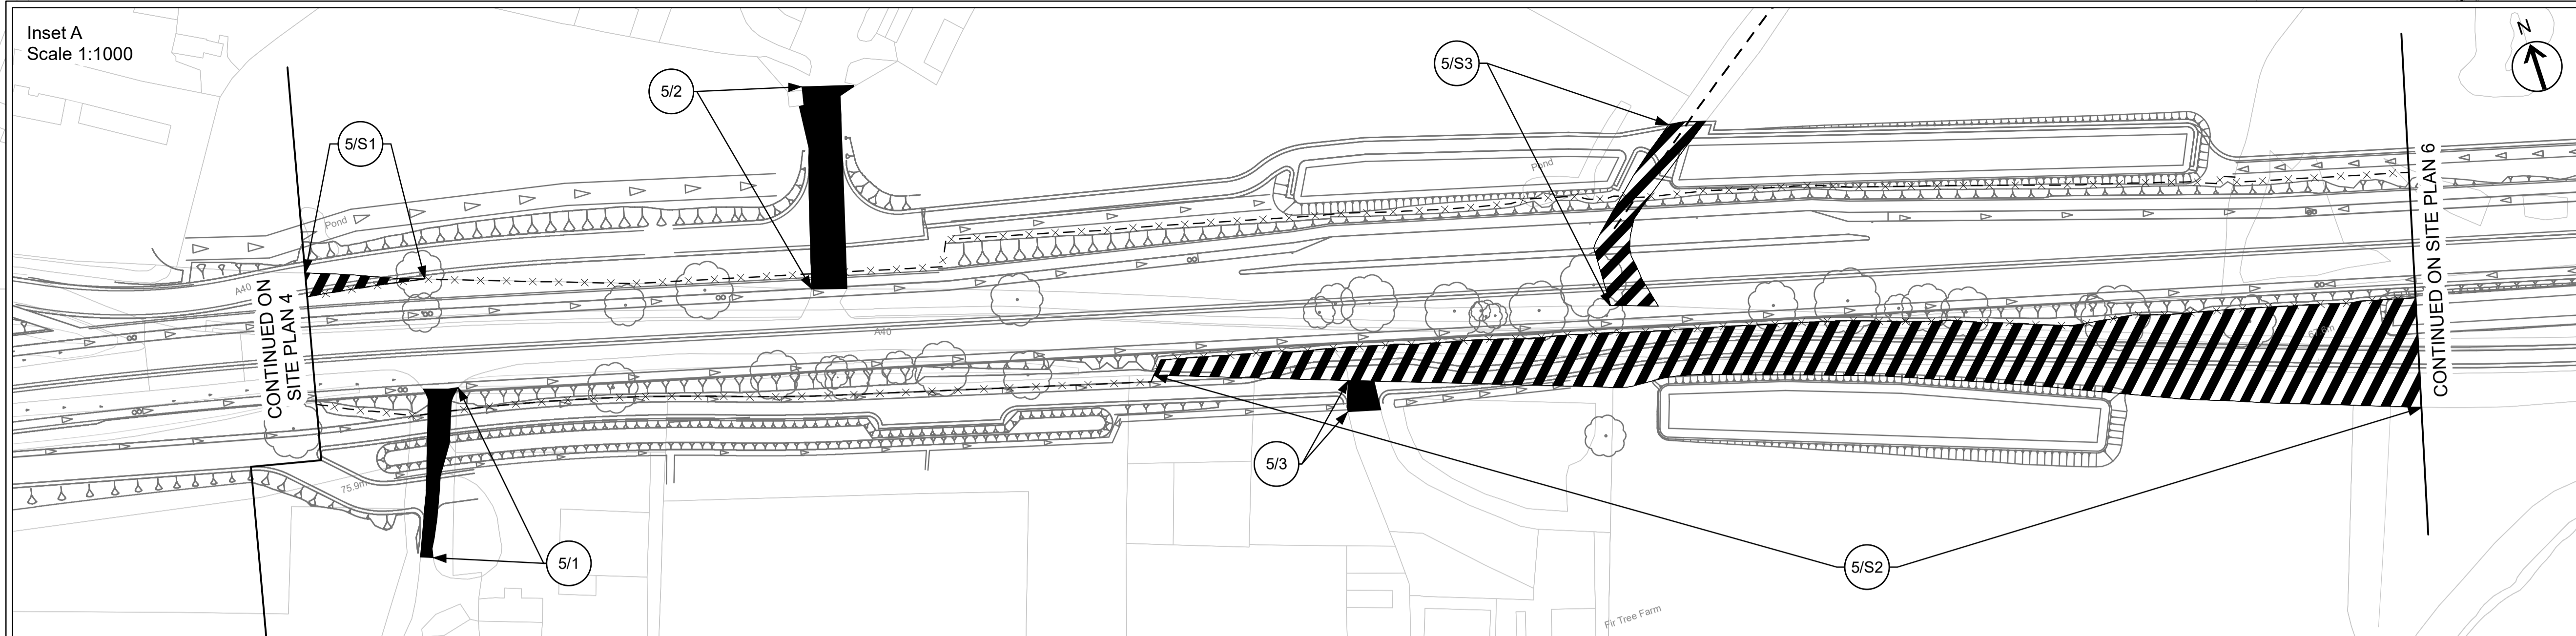 Inset A
Scale 1:1000
N
5/S3
5/2
5/S1
Pond
Pond
A40
A40
CONTINUED ON
SITE PLAN 4
CONTINUED ON SITE PLAN 6
75.9m
5/3
5/1
5/S2
Fir Tree Farm